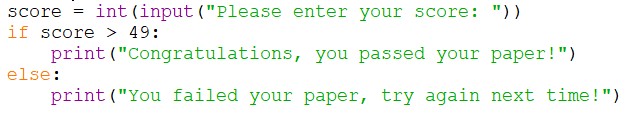 score = int(input("Please enter your score: "))
if score > 49:
    print("Congratulations, you passed your paper!")
else:
    print("You failed your paper, try again next time!")